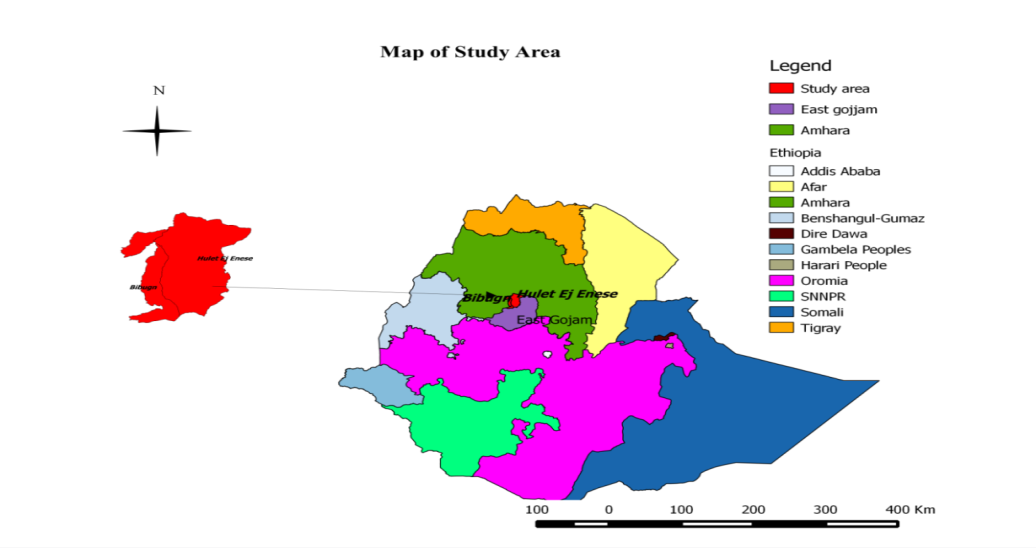 Map of Study Area
N
Legend
Study area
East gojjam
Amhara
Ethiopia
Addis Ababa
Afar
Amhara
Benshangul-Gumaz
Dire Dawa
Gambela Peoples
Harari People
Oromia
SNNPR
Somali
Tigray
Hulet Ej Enese
Bibugn
Bibugn
Hulet Ej Enese
East Gojam
100 0 100 200 300 400 Km